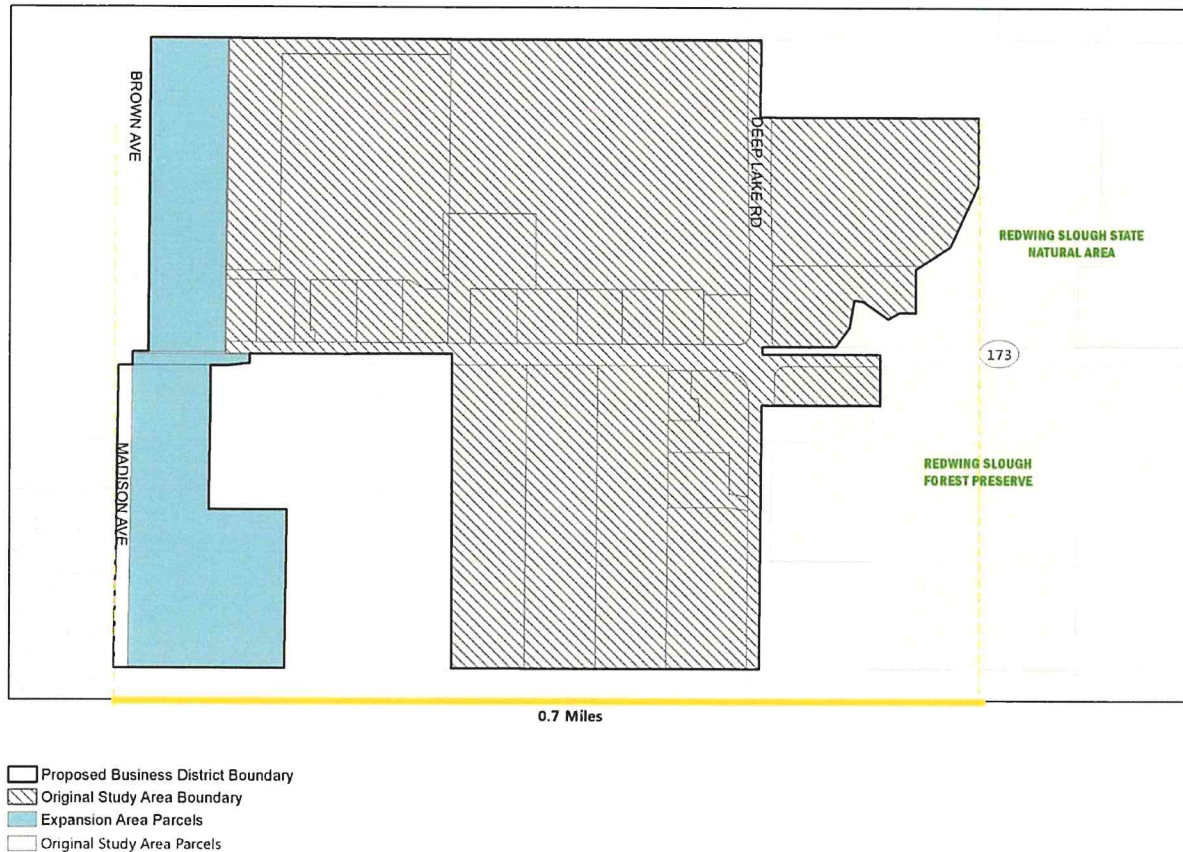 BROWN AVE
DEEP LAKE RD
REDWING SLOUGH STATE
NATURAL AREA
173
MADISON AVE
REDWING SLOUGH
FOREST PRESERVE
0.7 Miles
Proposed Business District Boundary
Original Study Area Boundary
Expansion Area Parcels
Original Study Area Parcels